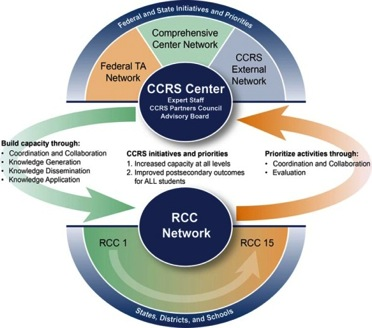 Federal and State Initiatives and Priorities
Comprehensive
Center Network
Federal TA
Network
CCRS
External
Network
CCRS Center
Expert Staff
CCRS Partners Council
Advisory Board
Build capacity through:
• Coordination and Collaboration
• Knowledge Generation
• Knowledge Dissemination
• Knowledge Application
CCRS initiatives and priorities
1. Increased capacity at all levels
2. Improved postsecondary outcomes
for ALL students
Prioritize activities through:
• Coordination and Collaboration
• Evaluation
RCC
Network
RCC 1
RCC 15
States, Districts, and Schools